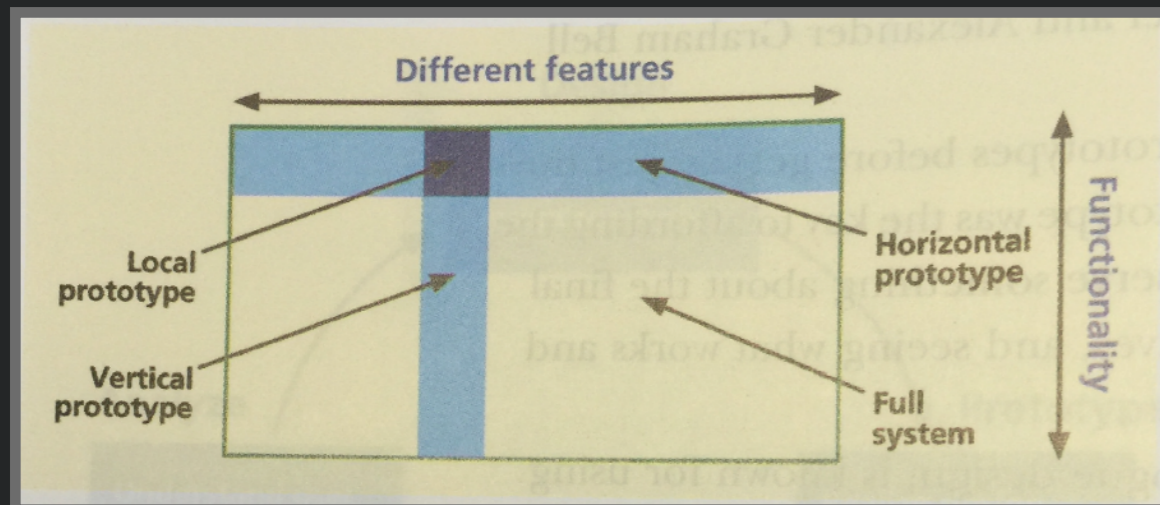 Different features
Local
prototype
Vertical
prototype
Horizontal
prototype
Full
system
Functionality